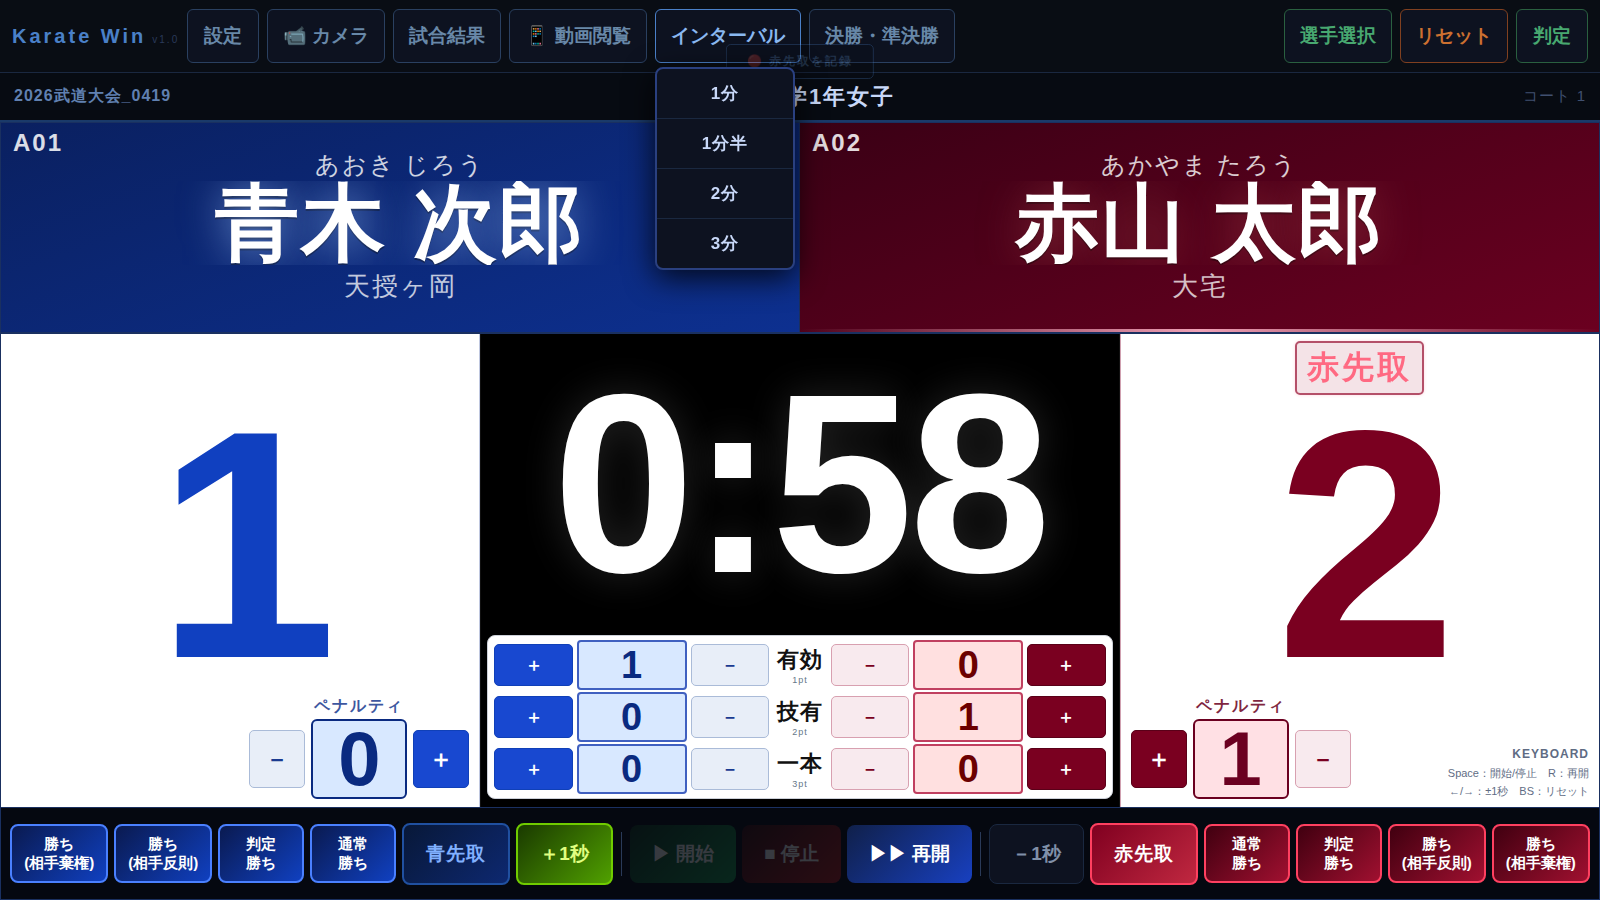 Karate Win v1.0
設定
📹 カメラ
試合結果
📱 動画閲覧
インターバル
決勝・準決勝
選手選択
リセット
判定
🔴 赤先取を記録
2026武道大会_0419
学1年女子
コート 1
1分
1分半
2分
3分
A01
あおき じろう
青木 次郎
天授ヶ岡
A02
あかやま たろう
赤山 太郎
大宅
1
0:58
赤先取
2
+ 1 − 有効 1pt − 0 +
+ 0 − 技有 2pt − 1 +
+ 0 − 一本 3pt − 0 +
ペナルティ
− 0 +
ペナルティ
+ 1 −
KEYBOARD
Space：開始/停止 R：再開
←/→：±1秒 BS：リセット
勝ち
(相手棄権)
勝ち
(相手反則)
判定
勝ち
通常
勝ち
青先取
＋1秒
▶ 開始
■ 停止
▶▶ 再開
－1秒
赤先取
通常
勝ち
判定
勝ち
勝ち
(相手反則)
勝ち
(相手棄権)